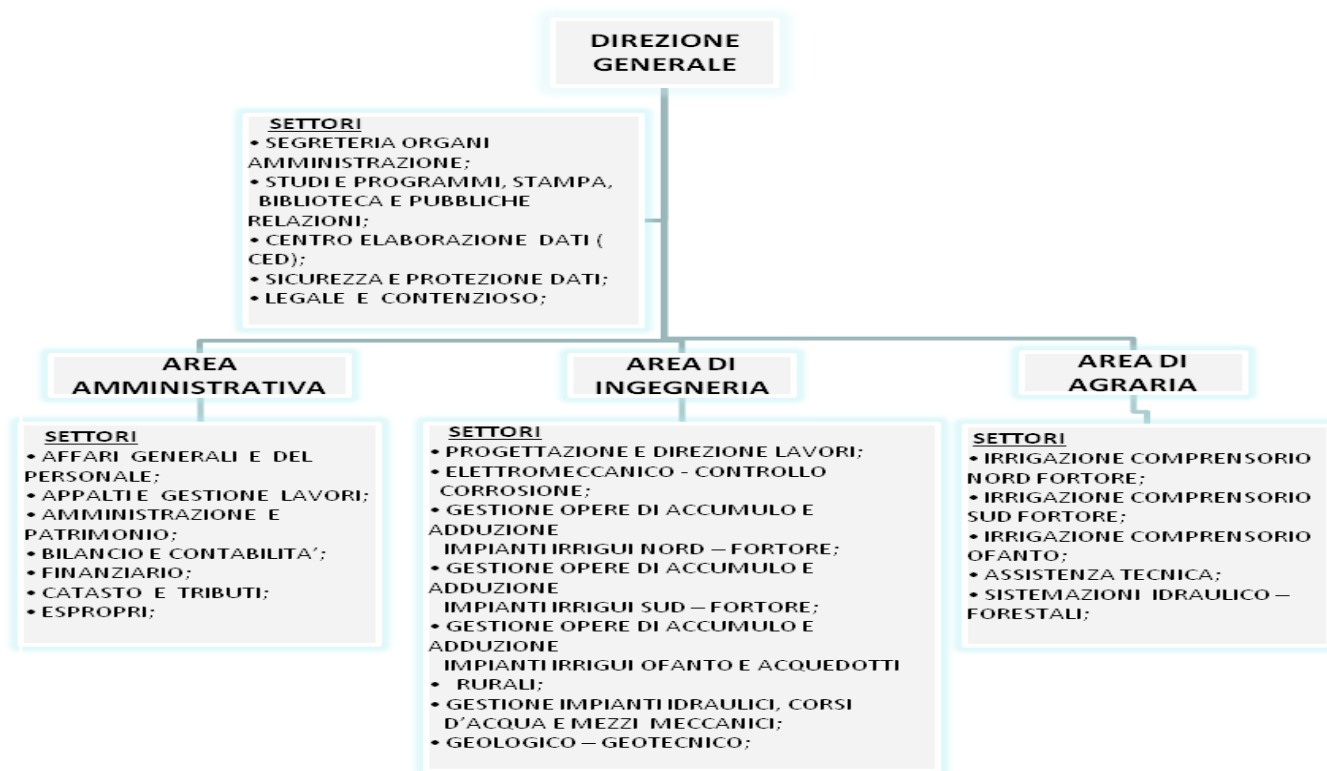 DIREZIONE
GENERALE
SETTORI
• SEGRETERIA ORGANI
AMMINISTRAZIONE;
• STUDI E PROGRAMMI, STAMPA,
BIBLIOTECA E PUBBLICHE
RELAZIONI;
• CENTRO ELABORAZIONE DATI (
CED);
• SICUREZZA E PROTEZIONE DATI;
• LEGALE E CONTENZIOSO;
AREA
AMMINISTRATIVA
SETTORI
• AFFARI GENERALI E DEL
PERSONALE;
• APPALTI E GESTIONE LAVORI;
• AMMINISTRAZIONE E
PATRIMONIO;
• BILANCIO E CONTABILITA’;
• FINANZIARIO;
• CATASTO E TRIBUTI;
• ESPROPRI;
AREA DI
INGEGNERIA
SETTORI
• PROGETTAZIONE E DIREZIONE LAVORI;
• ELETTROMECCANICO - CONTROLLO
CORROSIONE;
• GESTIONE OPERE DI ACCUMULO E
ADDUZIONE
IMPIANTI IRRIGUI NORD – FORTORE;
• GESTIONE OPERE DI ACCUMULO E
ADDUZIONE
IMPIANTI IRRIGUI SUD – FORTORE;
• GESTIONE OPERE DI ACCUMULO E
ADDUZIONE
IMPIANTI IRRIGUI OFANTO E ACQUEDOTTI
• RURALI;
• GESTIONE IMPIANTI IDRAULICI, CORSI
D’ACQUA E MEZZI MECCANICI;
• GEOLOGICO – GEOTECNICO;
AREA DI
AGRARIA
SETTORI
• IRRIGAZIONE COMPRENSORIO
NORD FORTORE;
• IRRIGAZIONE COMPRENSORIO
SUD FORTORE;
• IRRIGAZIONE COMPRENSORIO
OFANTO;
• ASSISTENZA TECNICA;
• SISTEMAZIONI IDRAULICO –
FORESTALI;